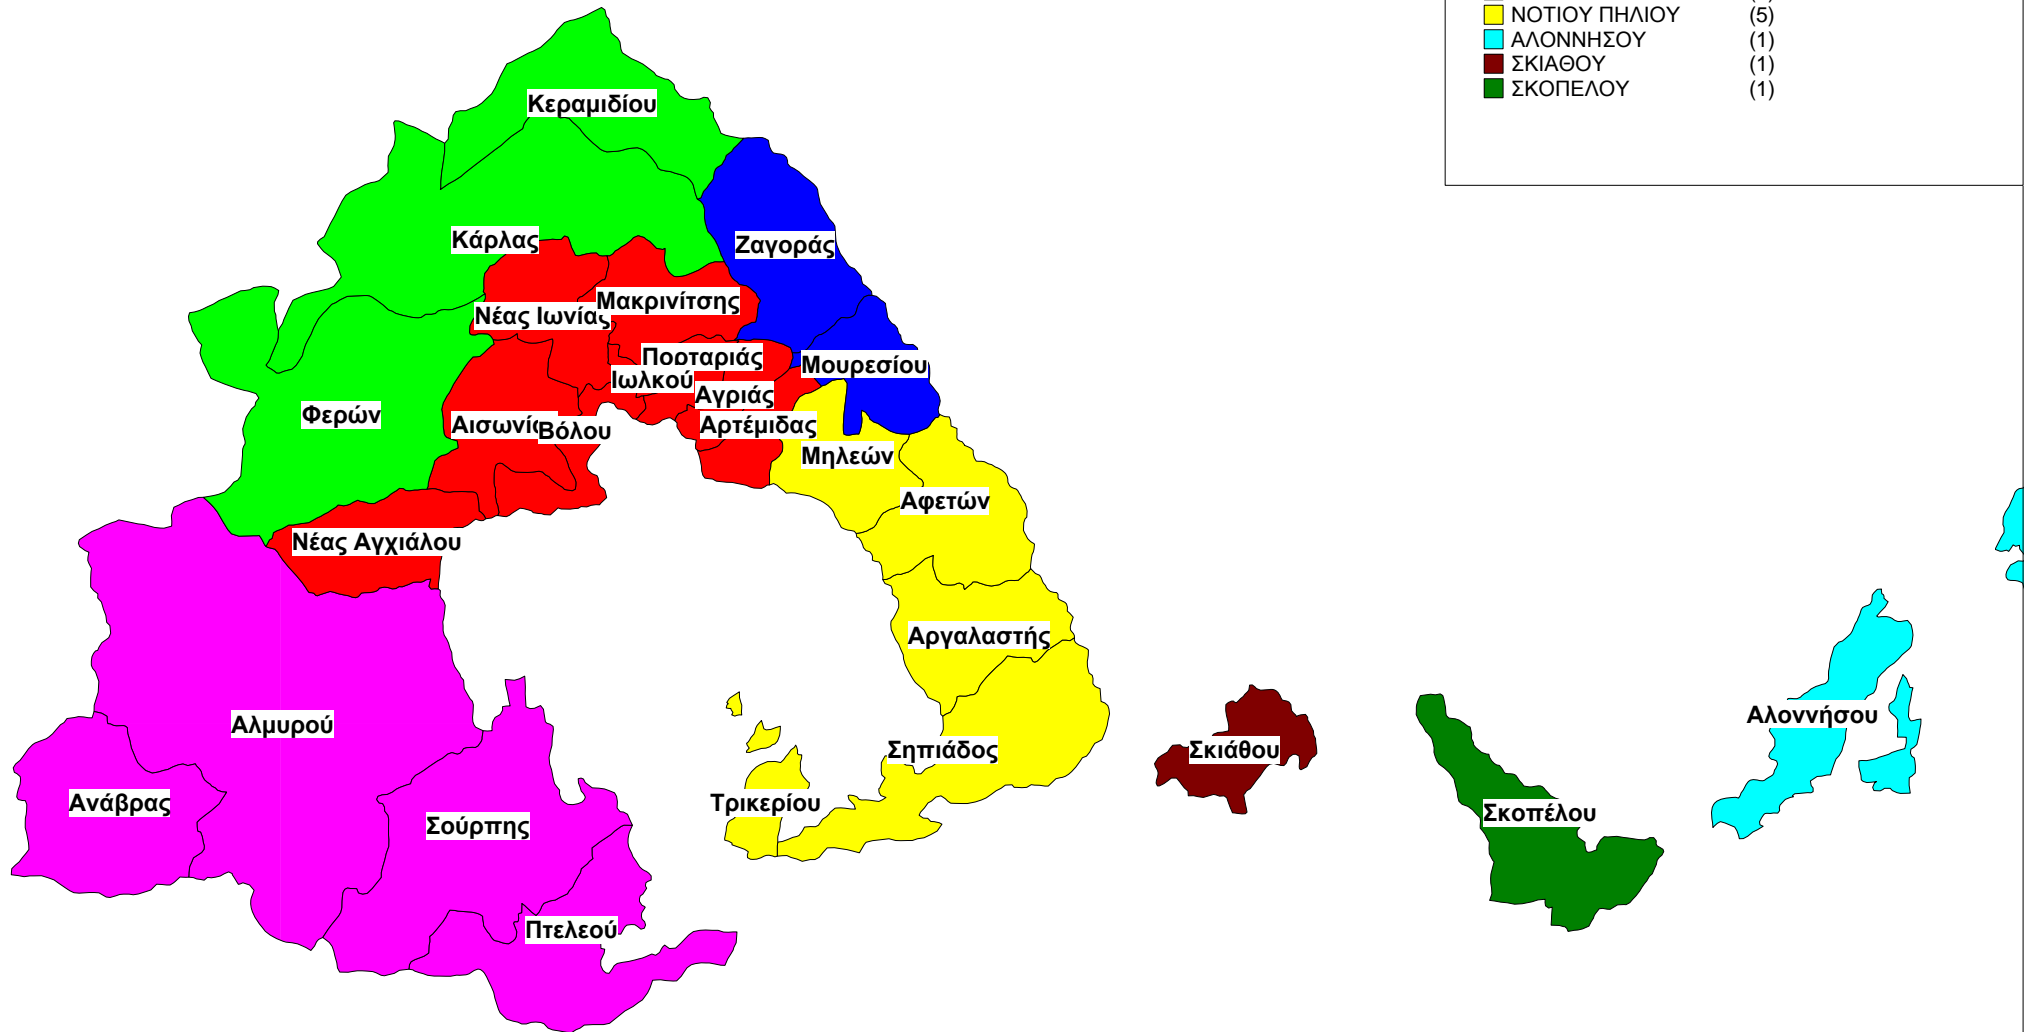 ΝΟΤΙΟΥ ΠΗΛΙΟΥ (5)
ΑΛΟΝΝΗΣΟΥ (1)
ΣΚΙΑΘΟΥ (1)
ΣΚΟΠΕΛΟΥ (1)
Κεραμιδίου
Κάρλας
Ζαγοράς
Μακρινίτσης
Νέας Ιωνίας
Πορταριάς
Μουρεσίου
Ιωλκού
Αγριάς
Φερών
Αισωνία
Βόλου
Αρτέμιδας
Μηλεών
Αφετών
Νέας Αγχιάλου
Αργαλαστής
Αλμυρού
Αλοννήσου
Σηπιάδος
Σκιάθου
Ανάβρας
Τρικερίου
Σκοπέλου
Σούρπης
Πτελεού